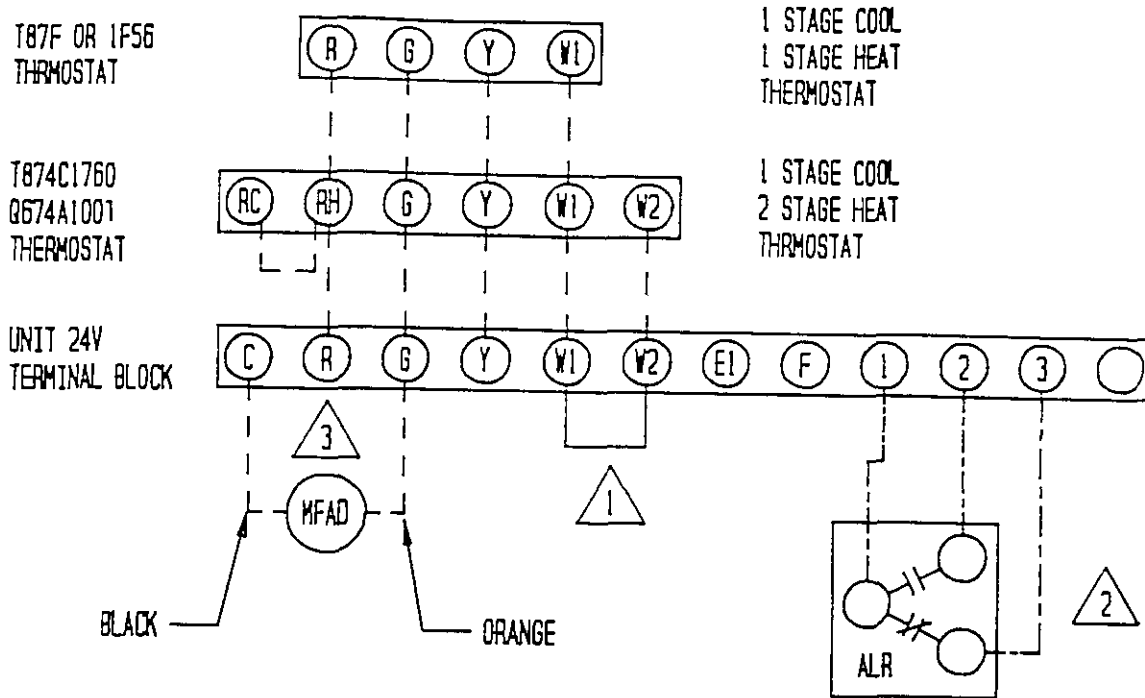 T87F OR 1F56
THRMOSTAT
R G Y W1
1 STAGE COOL
1 STAGE HEAT
THERMOSTAT
T874C1760
Q674A1001
THERMOSTAT
RC RH G Y W1 W2
1 STAGE COOL
2 STAGE HEAT
THRMOSTAT
UNIT 24V
TERMINAL BLOCK
C R G Y W1 W2 E1 F 1 2 3
3
1
MFAD
2
BLACK
ORANGE
ALR